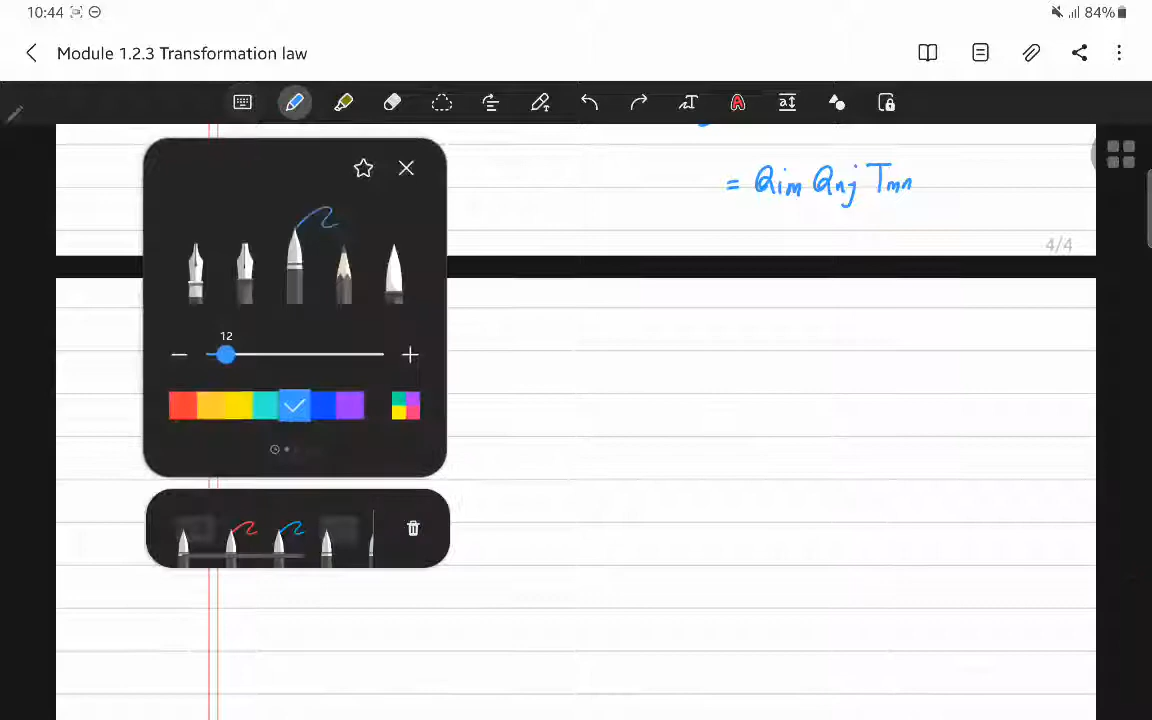 10:44 84%
Module 1.2.3 Transformation law
= Qim Qnj Tmn
4/4
12